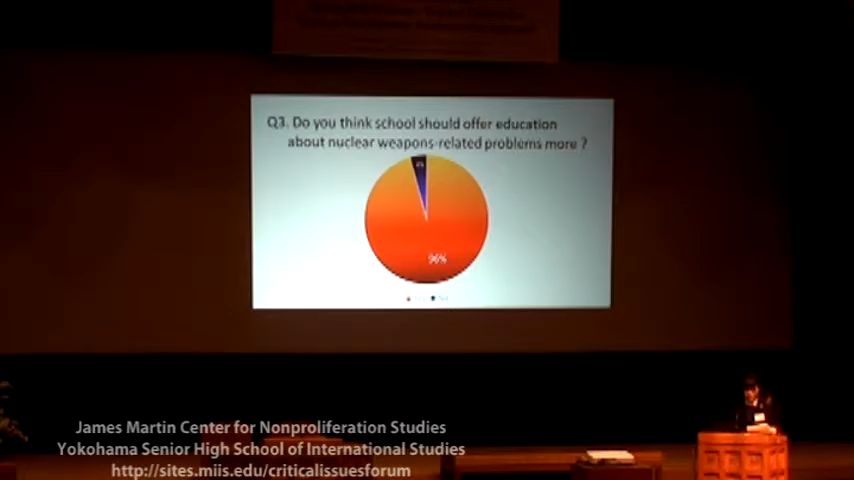 Q3. Do you think school should offer education
about nuclear weapons-related problems more ?
4%
96%
James Martin Center for Nonproliferation Studies
Yokohama Senior High School of International Studies
http://sites.miis.edu/criticalissuesforum